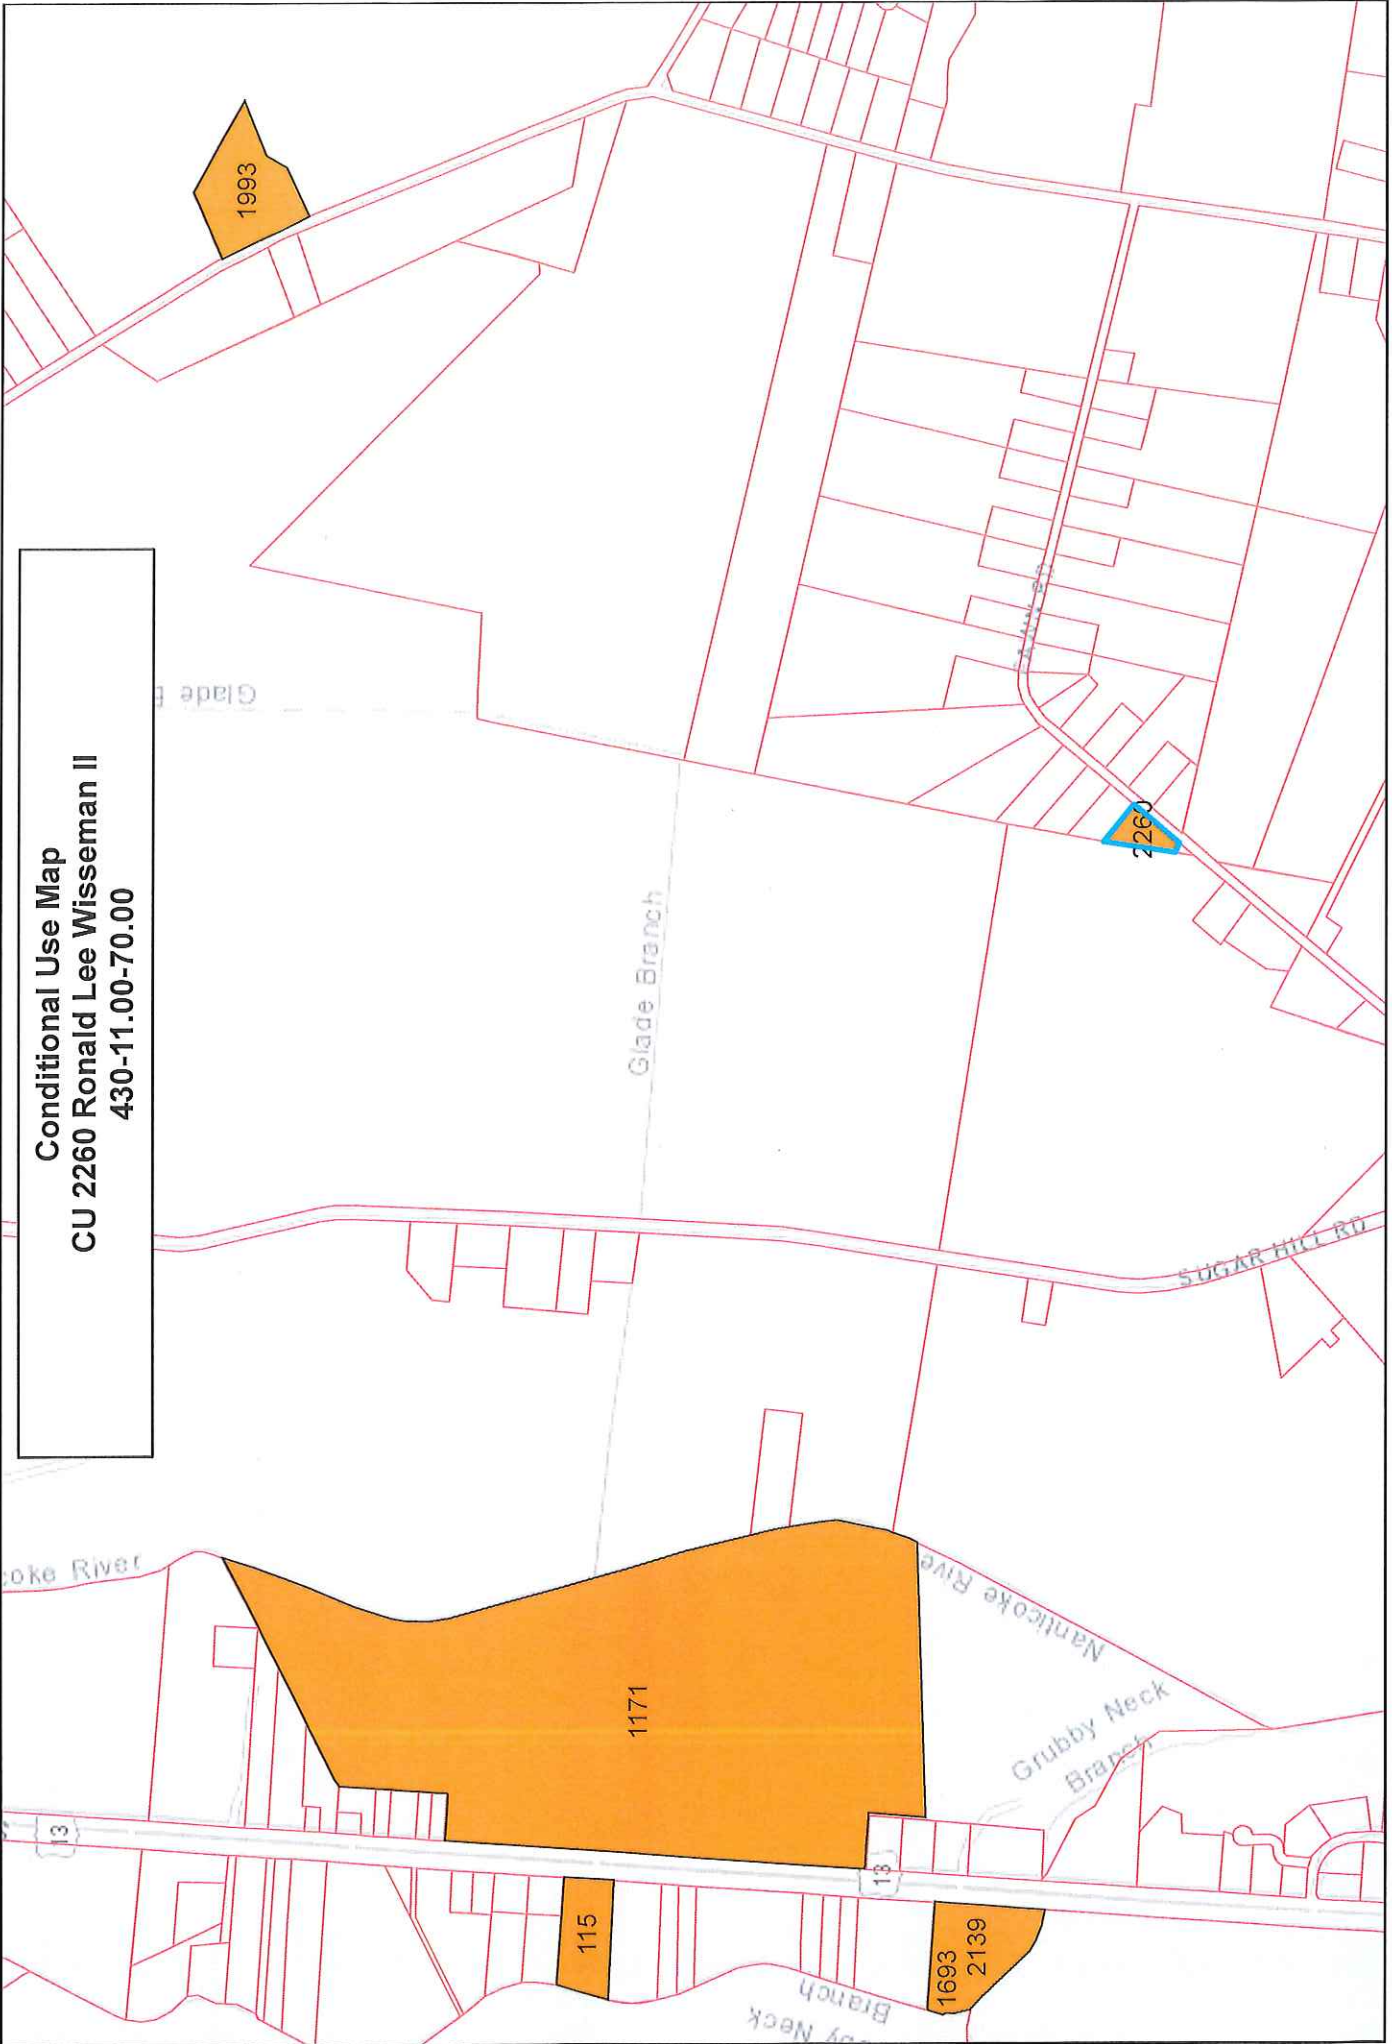 Conditional Use Map
CU 2260 Ronald Lee Wisseman II
430-11.00-70.00
1993
Glade B
Glade Branch
2260
SUGAR HILL RD
coke River
Nanticoke Rive
Grubby Neck
Branch
1171
13
13
115
1693
2139
by Neck
Branch